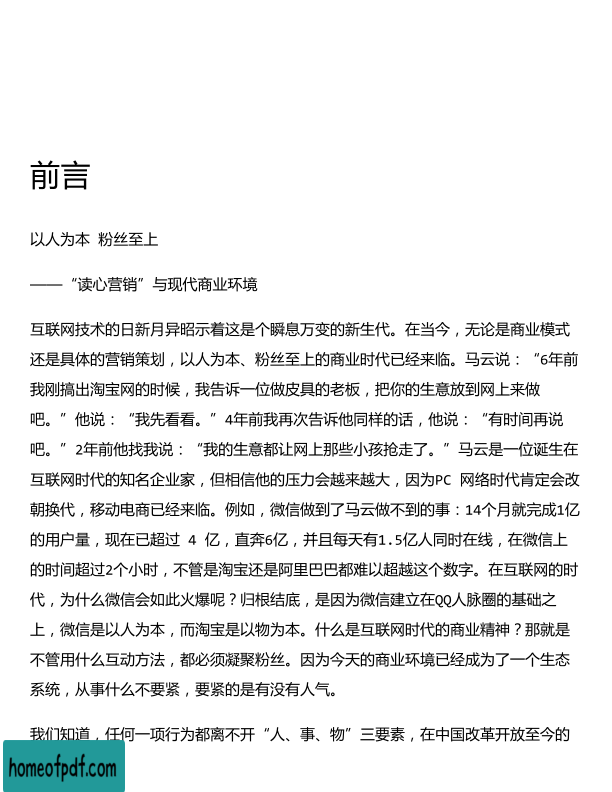 前言
以人为本 粉丝至上
——“读心营销”与现代商业环境
互联网技术的日新月异昭示着这是个瞬息万变的新生代。在当今，无论是商业模式
还是具体的营销策划，以人为本、粉丝至上的商业时代已经来临。马云说：“6年前
我刚搞出淘宝网的时候，我告诉一位做皮具的老板，把你的生意放到网上来做
吧。”他说：“我先看看。”4年前我再次告诉他同样的话，他说：“有时间再说
吧。”2年前他找我说：“我的生意都让网上那些小孩抢走了。”马云是一位诞生在
互联网时代的知名企业家，但相信他的压力会越来越大，因为PC 网络时代肯定会改
朝换代，移动电商已经来临。例如，微信做到了马云做不到的事：14个月就完成1亿
的用户量，现在已超过 4 亿，直奔6亿，并且每天有1.5亿人同时在线，在微信上
的时间超过2个小时，不管是淘宝还是阿里巴巴都难以超越这个数字。在互联网的时
代，为什么微信会如此火爆呢？归根结底，是因为微信建立在QQ人脉圈的基础之
上，微信是以人为本，而淘宝是以物为本。什么是互联网时代的商业精神？那就是
不管用什么互动方法，都必须凝聚粉丝。因为今天的商业环境已经成为了一个生态
系统，从事什么不要紧，要紧的是有没有人气。
我们知道，任何一项行为都离不开“人、事、物”三要素，在中国改革开放至今的
homeofpdf.com